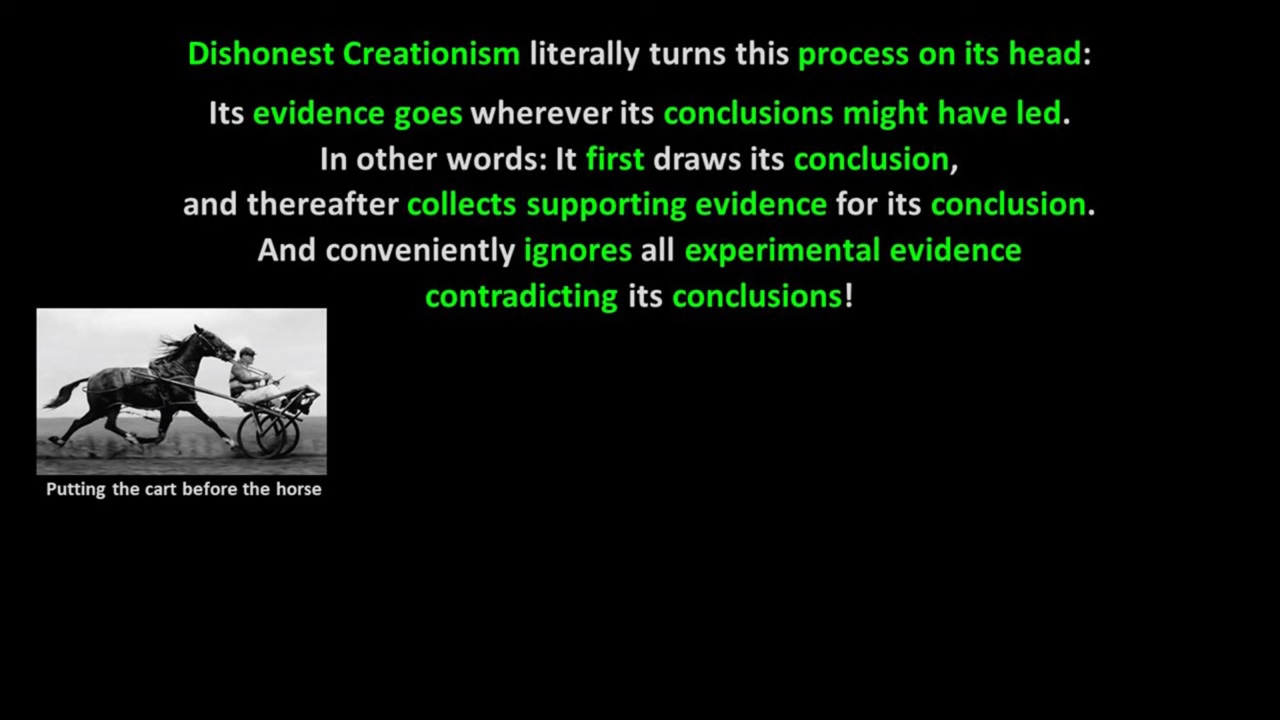 Dishonest Creationism literally turns this process on its head:
Its evidence goes wherever its conclusions might have led.
In other words: It first draws its conclusion,
and thereafter collects supporting evidence for its conclusion.
And conveniently ignores all experimental evidence
contradicting its conclusions!
Putting the cart before the horse